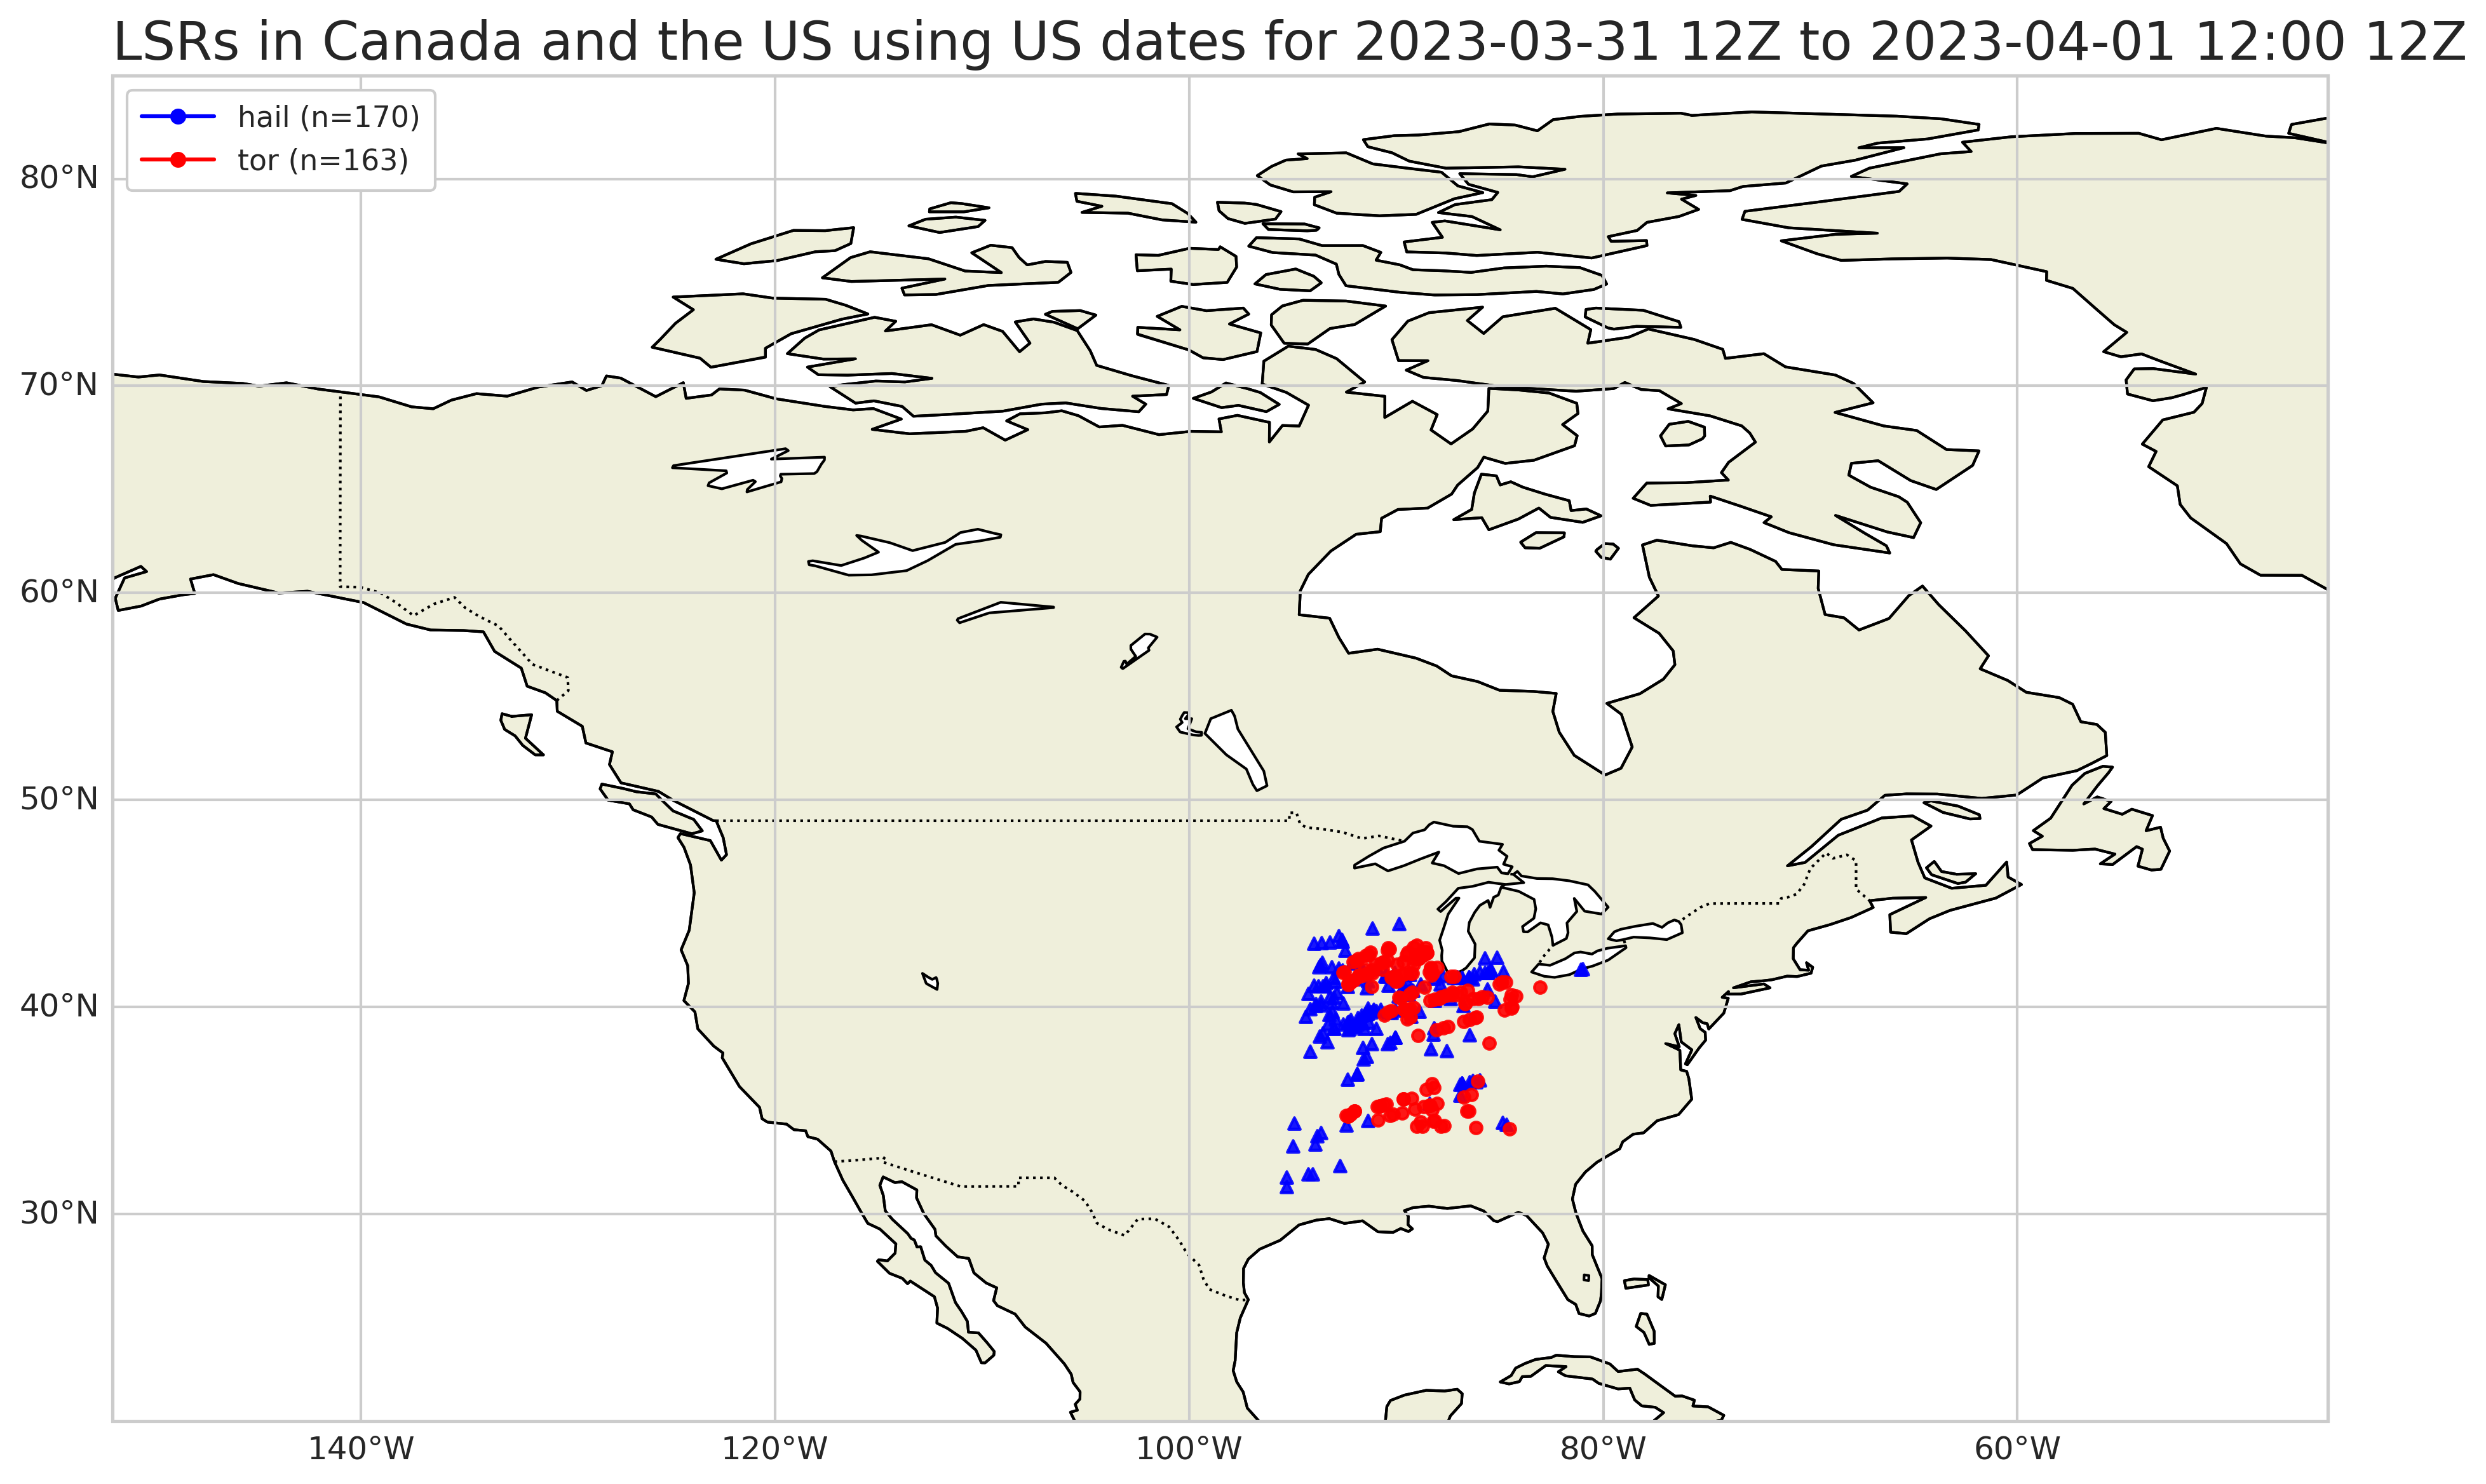 LSRs in Canada and the US using US dates for 2023-03-31 12Z to 2023-04-01 12:00 12Z
hail (n=170)
tor (n=163)
80°N
70°N
60°N
50°N
40°N
30°N
140°W
120°W
100°W
80°W
60°W